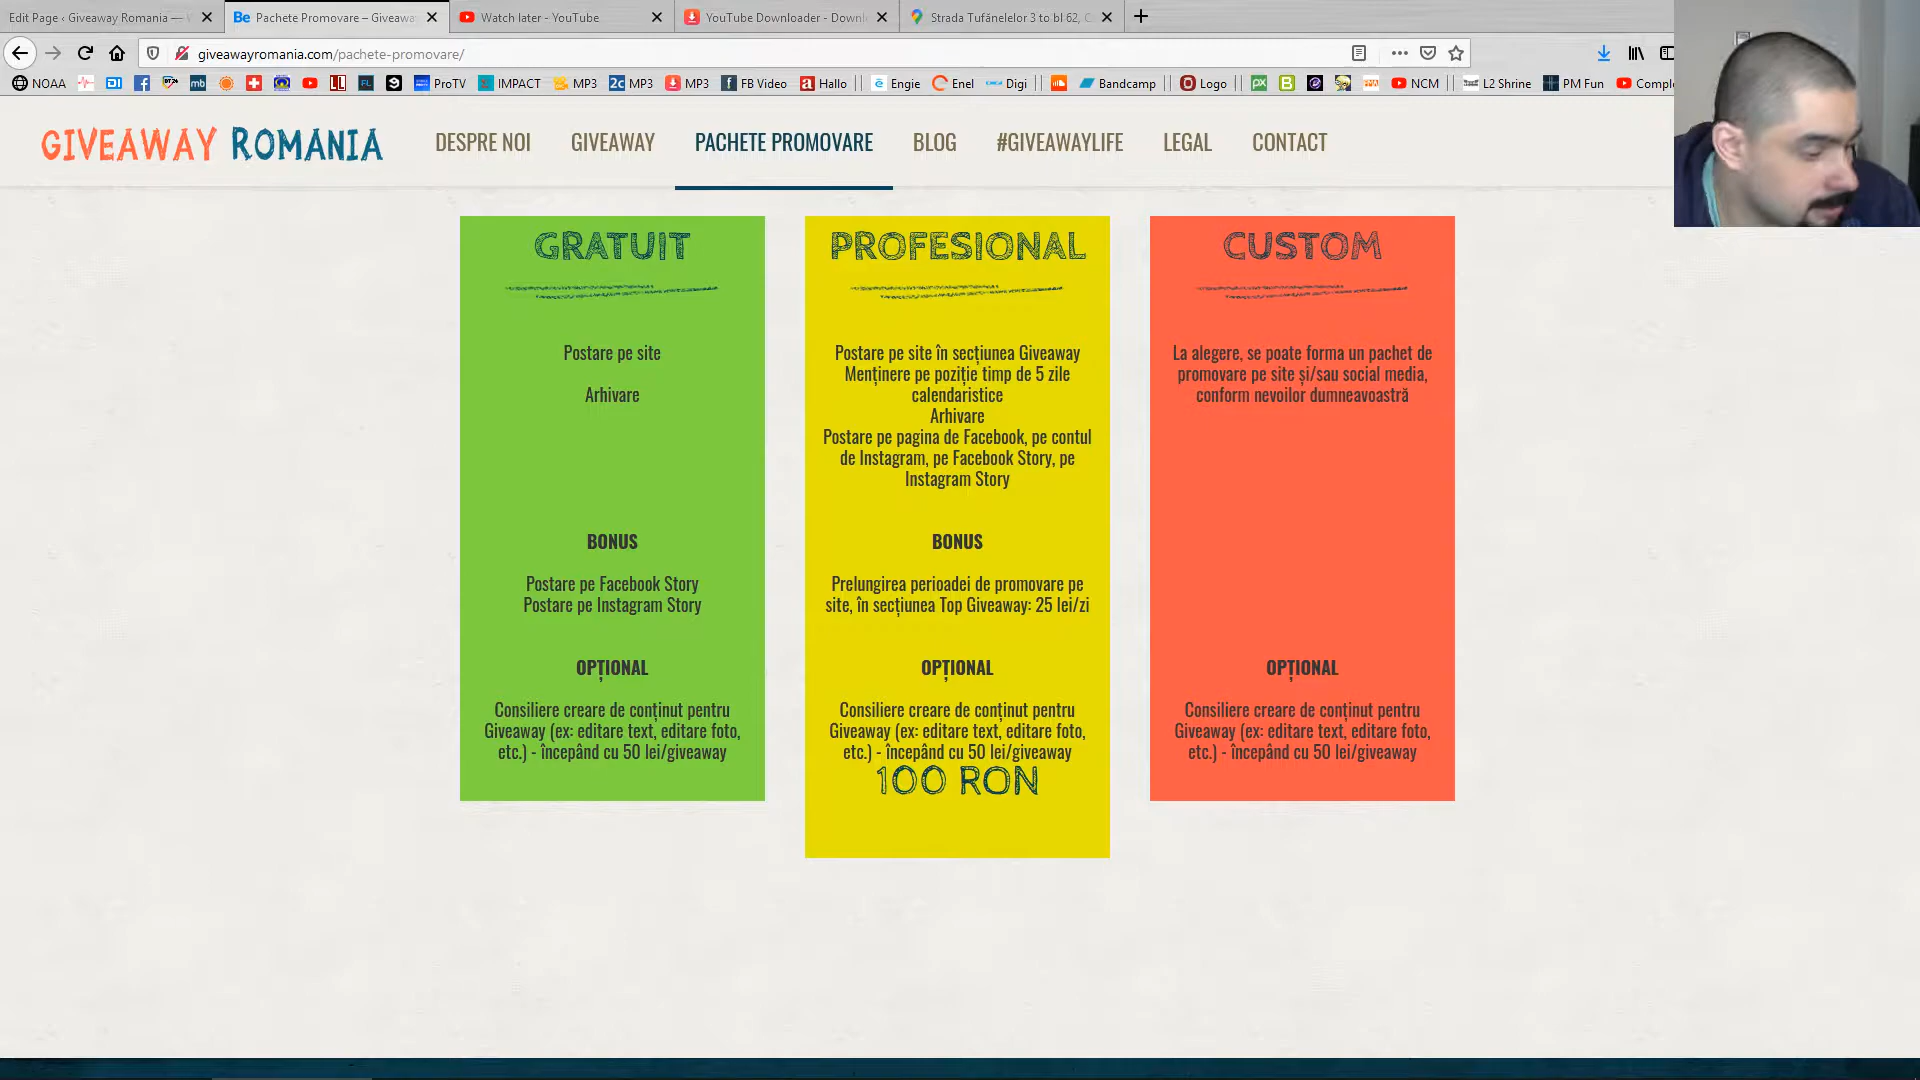 Edit Page ‹ Giveaway Romania —
Pachete Promovare – Giveaway
Watch later - YouTube
YouTube Downloader - Downl
Strada Tufănelelor 3 to bl 62, C
giveawayromania.com/pachete-promovare/
NOAA
ProTV
IMPACT
MP3
MP3
MP3
FB Video
Hallo
Engie
Enel
Digi
Bandcamp
Logo
NCM
L2 Shrine
PM Fun
Comple
GIVEAWAY ROMANIA
DESPRE NOI
GIVEAWAY
PACHETE PROMOVARE
BLOG
#GIVEAWAYLIFE
LEGAL
CONTACT
GRATUIT
Postare pe site
Arhivare
BONUS
Postare pe Facebook Story
Postare pe Instagram Story
OPȚIONAL
Consiliere creare de conținut pentru
Giveaway (ex: editare text, editare foto,
etc.) - începând cu 50 lei/giveaway
PROFESIONAL
Postare pe site în secțiunea Giveaway
Menținere pe poziție timp de 5 zile
calendaristice
Arhivare
Postare pe pagina de Facebook, pe contul
de Instagram, pe Facebook Story, pe
Instagram Story
BONUS
Prelungirea perioadei de promovare pe
site, în secțiunea Top Giveaway: 25 lei/zi
OPȚIONAL
Consiliere creare de conținut pentru
Giveaway (ex: editare text, editare foto,
etc.) - începând cu 50 lei/giveaway
100 RON
CUSTOM
La alegere, se poate forma un pachet de
promovare pe site și/sau social media,
conform nevoilor dumneavoastră
OPȚIONAL
Consiliere creare de conținut pentru
Giveaway (ex: editare text, editare foto,
etc.) - începând cu 50 lei/giveaway